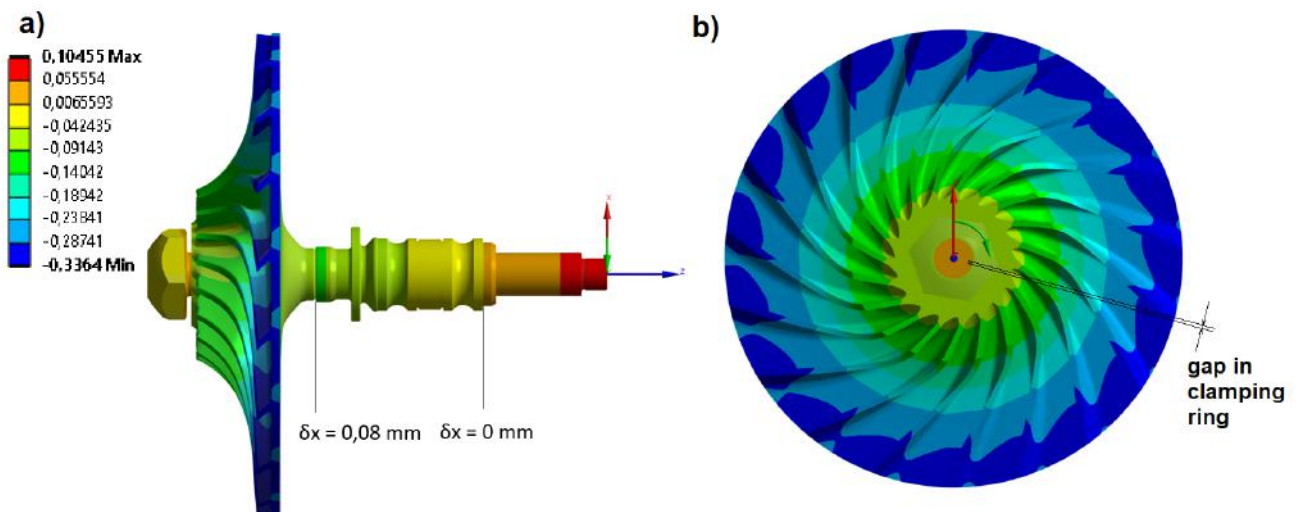 a)
0,10455 Max
0,055554
0,0065593
-0,042435
-0,09143
-0,14042
-0,18942
-0,23841
-0,28741
-0,3364 Min
x
z
δx = 0,08 mm
δx = 0 mm
b)
gap in
clamping
ring